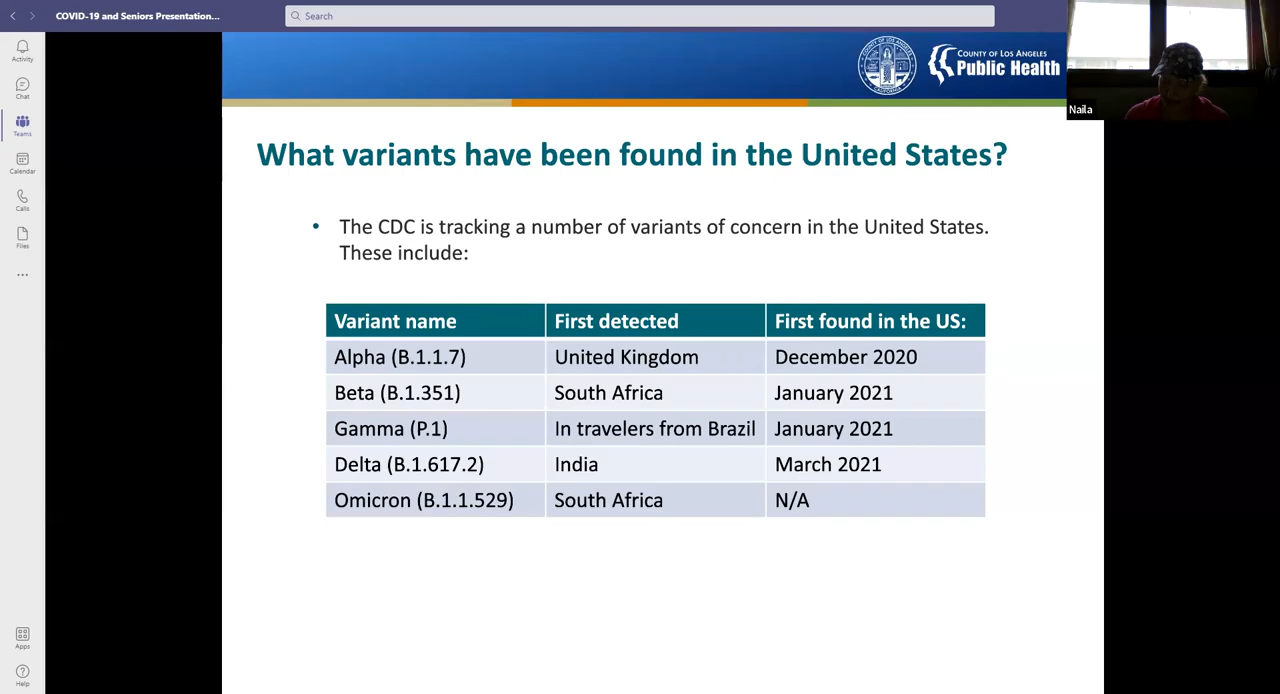 COVID-19 and Seniors Presentation...
Search
Activity
Chat
Teams
Calendar
Calls
Files
Apps
Help
COUNTY OF LOS ANGELES
Public Health
Naila
What variants have been found in the United States?
• The CDC is tracking a number of variants of concern in the United States.
These include:
Variant name First detected First found in the US:
Alpha (B.1.1.7) United Kingdom December 2020
Beta (B.1.351) South Africa January 2021
Gamma (P.1) In travelers from Brazil January 2021
Delta (B.1.617.2) India March 2021
Omicron (B.1.1.529) South Africa N/A